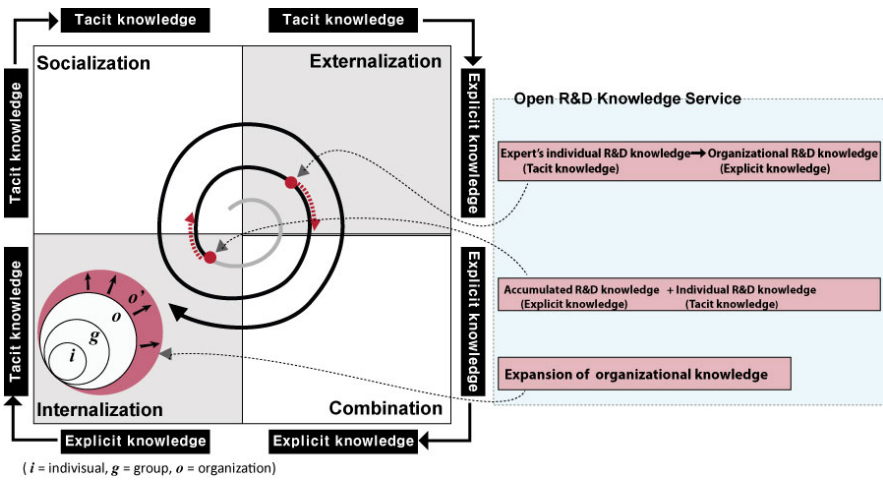 Tacit knowledge
Tacit knowledge
Socialization
Externalization
Tacit knowledge
Explicit knowledge
Open R&D Knowledge Service
Expert's individual R&D knowledge → Organizational R&D knowledge
(Tacit knowledge) (Explicit knowledge)
Accumulated R&D knowledge + Individual R&D knowledge
(Explicit knowledge) (Tacit knowledge)
Expansion of organizational knowledge
Tacit knowledge
Explicit knowledge
o'
o
g
i
Internalization
Combination
Explicit knowledge
Explicit knowledge
( i = indivisual, g = group, o = organization)